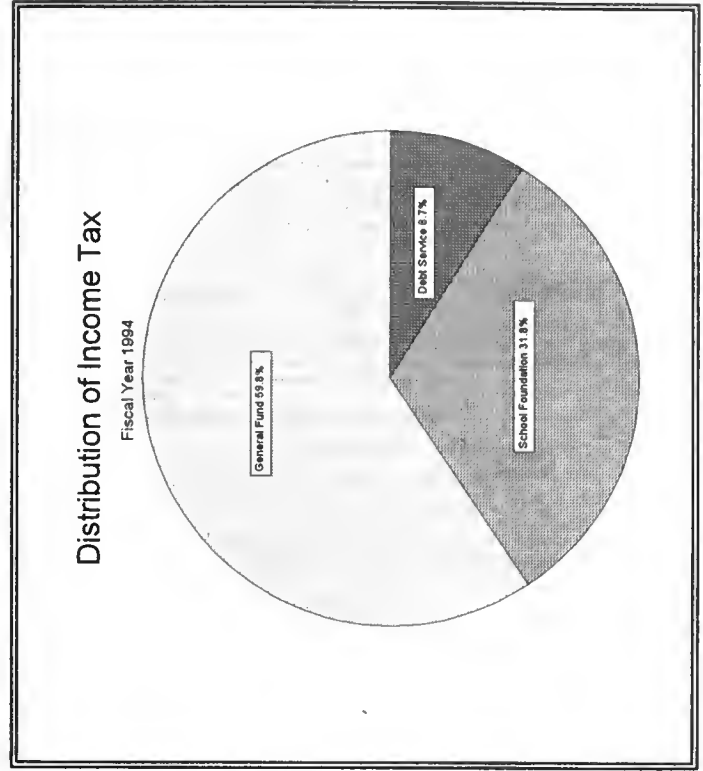 Distribution of Income Tax
Fiscal Year 1994
General Fund 59.8%
Debt Service 8.7%
School Foundation 31.8%